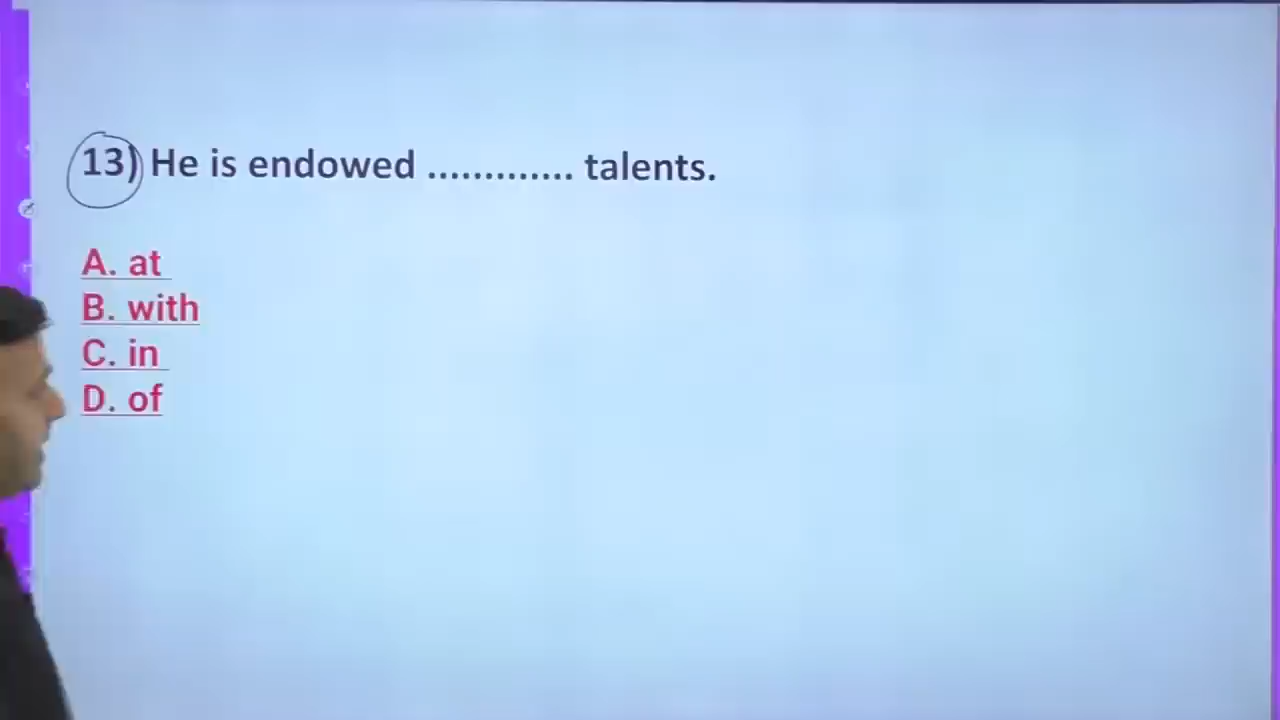 13) He is endowed ............. talents.
A. at
B. with
C. in
D. of